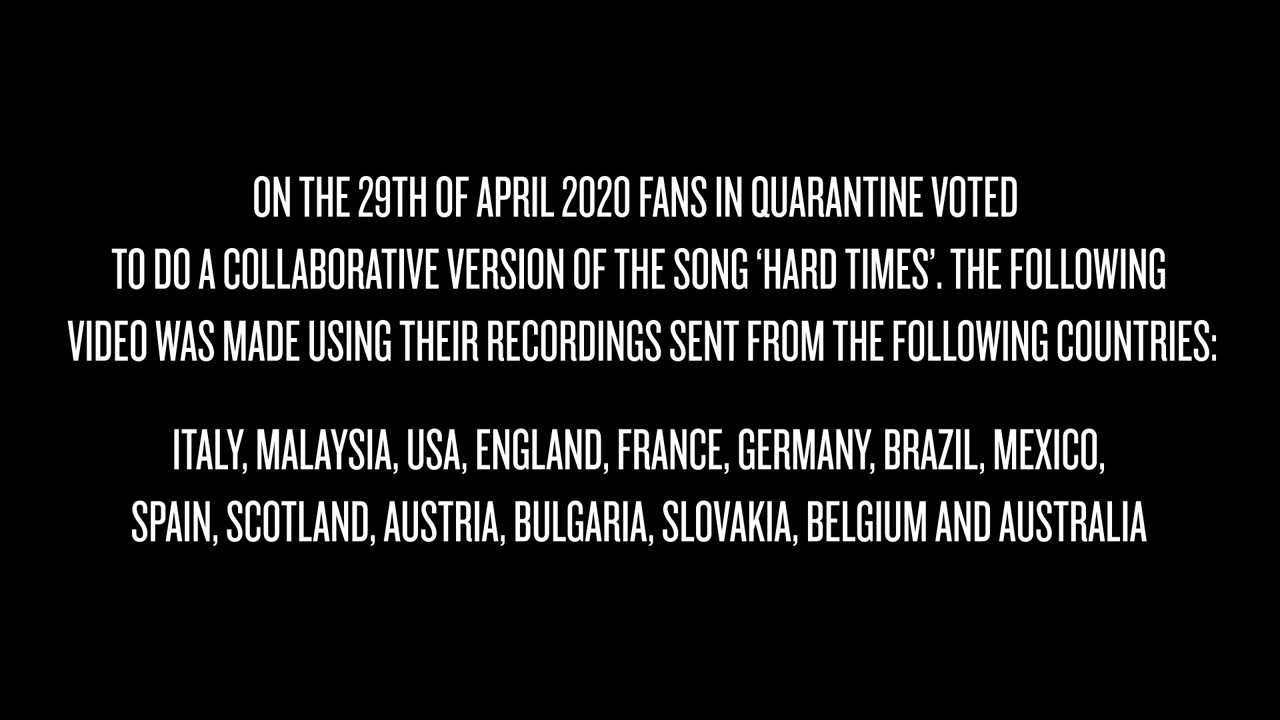 ON THE 29TH OF APRIL 2020 FANS IN QUARANTINE VOTED
TO DO A COLLABORATIVE VERSION OF THE SONG ‘HARD TIMES’. THE FOLLOWING
VIDEO WAS MADE USING THEIR RECORDINGS SENT FROM THE FOLLOWING COUNTRIES:
ITALY, MALAYSIA, USA, ENGLAND, FRANCE, GERMANY, BRAZIL, MEXICO,
SPAIN, SCOTLAND, AUSTRIA, BULGARIA, SLOVAKIA, BELGIUM AND AUSTRALIA